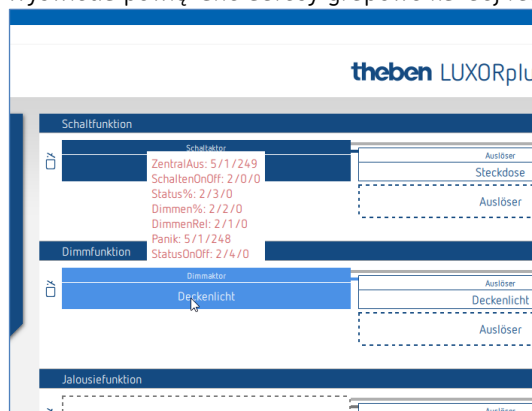 theben LUXORplu
Schaltfunktion
Schaltaktor
Auslöser
Steckdose
Auslöser
ZentralAus: 5/1/249
SchaltenOnOff: 2/0/0
Status%: 2/3/0
Dimmen%: 2/2/0
DimmenRel: 2/1/0
Panik: 5/1/248
StatusOnOff: 2/4/0
Dimmfunktion
Dimmaktor
Deckenlicht
Auslöser
Deckenlicht
Auslöser
Jalousiefunktion